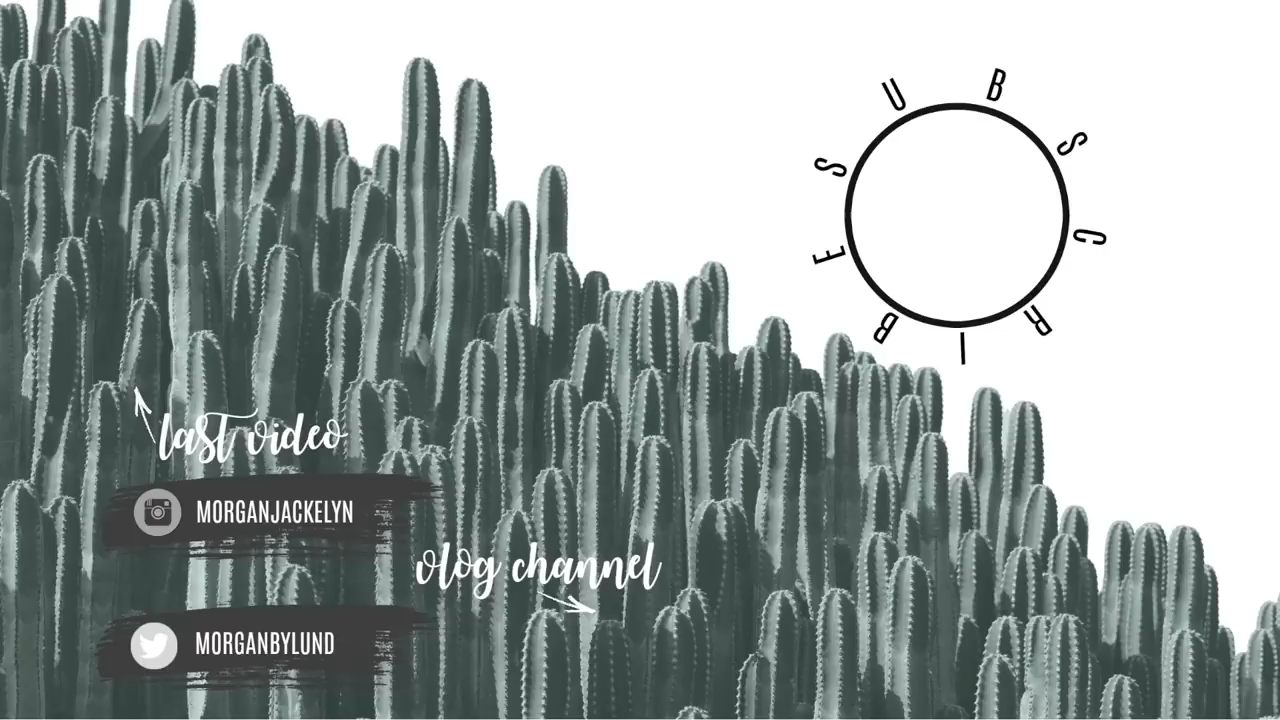 SUBSCRIBE
last video
MORGANJACKELYN
vlog channel
MORGANBYLUND